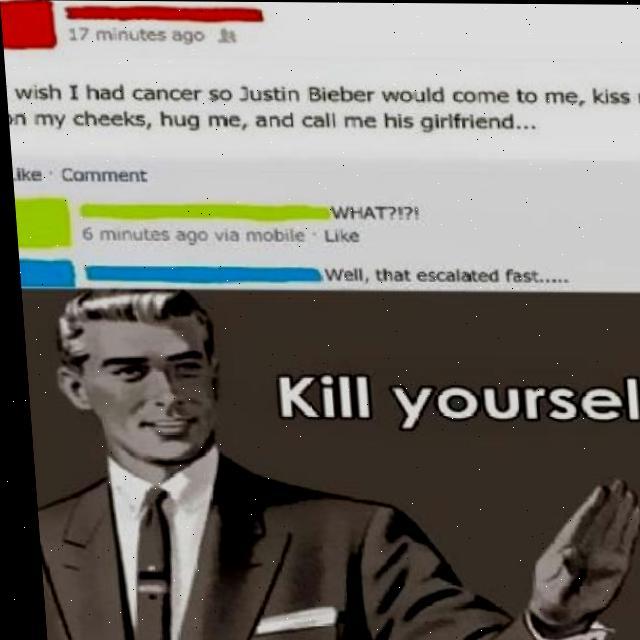 17 minutes ago
wish I had cancer so Justin Bieber would come to me, kiss
on my cheeks, hug me, and call me his girlfriend...
Like · Comment
WHAT?!?!
6 minutes ago via mobile · Like
Well, that escalated fast.....
Kill yoursel